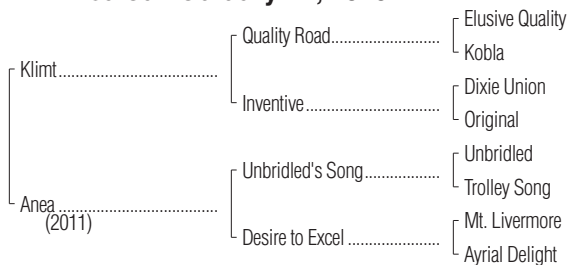 Elusive Quality
Quality Road
Kobla
Klimt
Dixie Union
Inventive
Original
Unbridled
Unbridled's Song
Trolley Song
Anea
(2011)
Mt. Livermore
Desire to Excel
Ayrial Delight